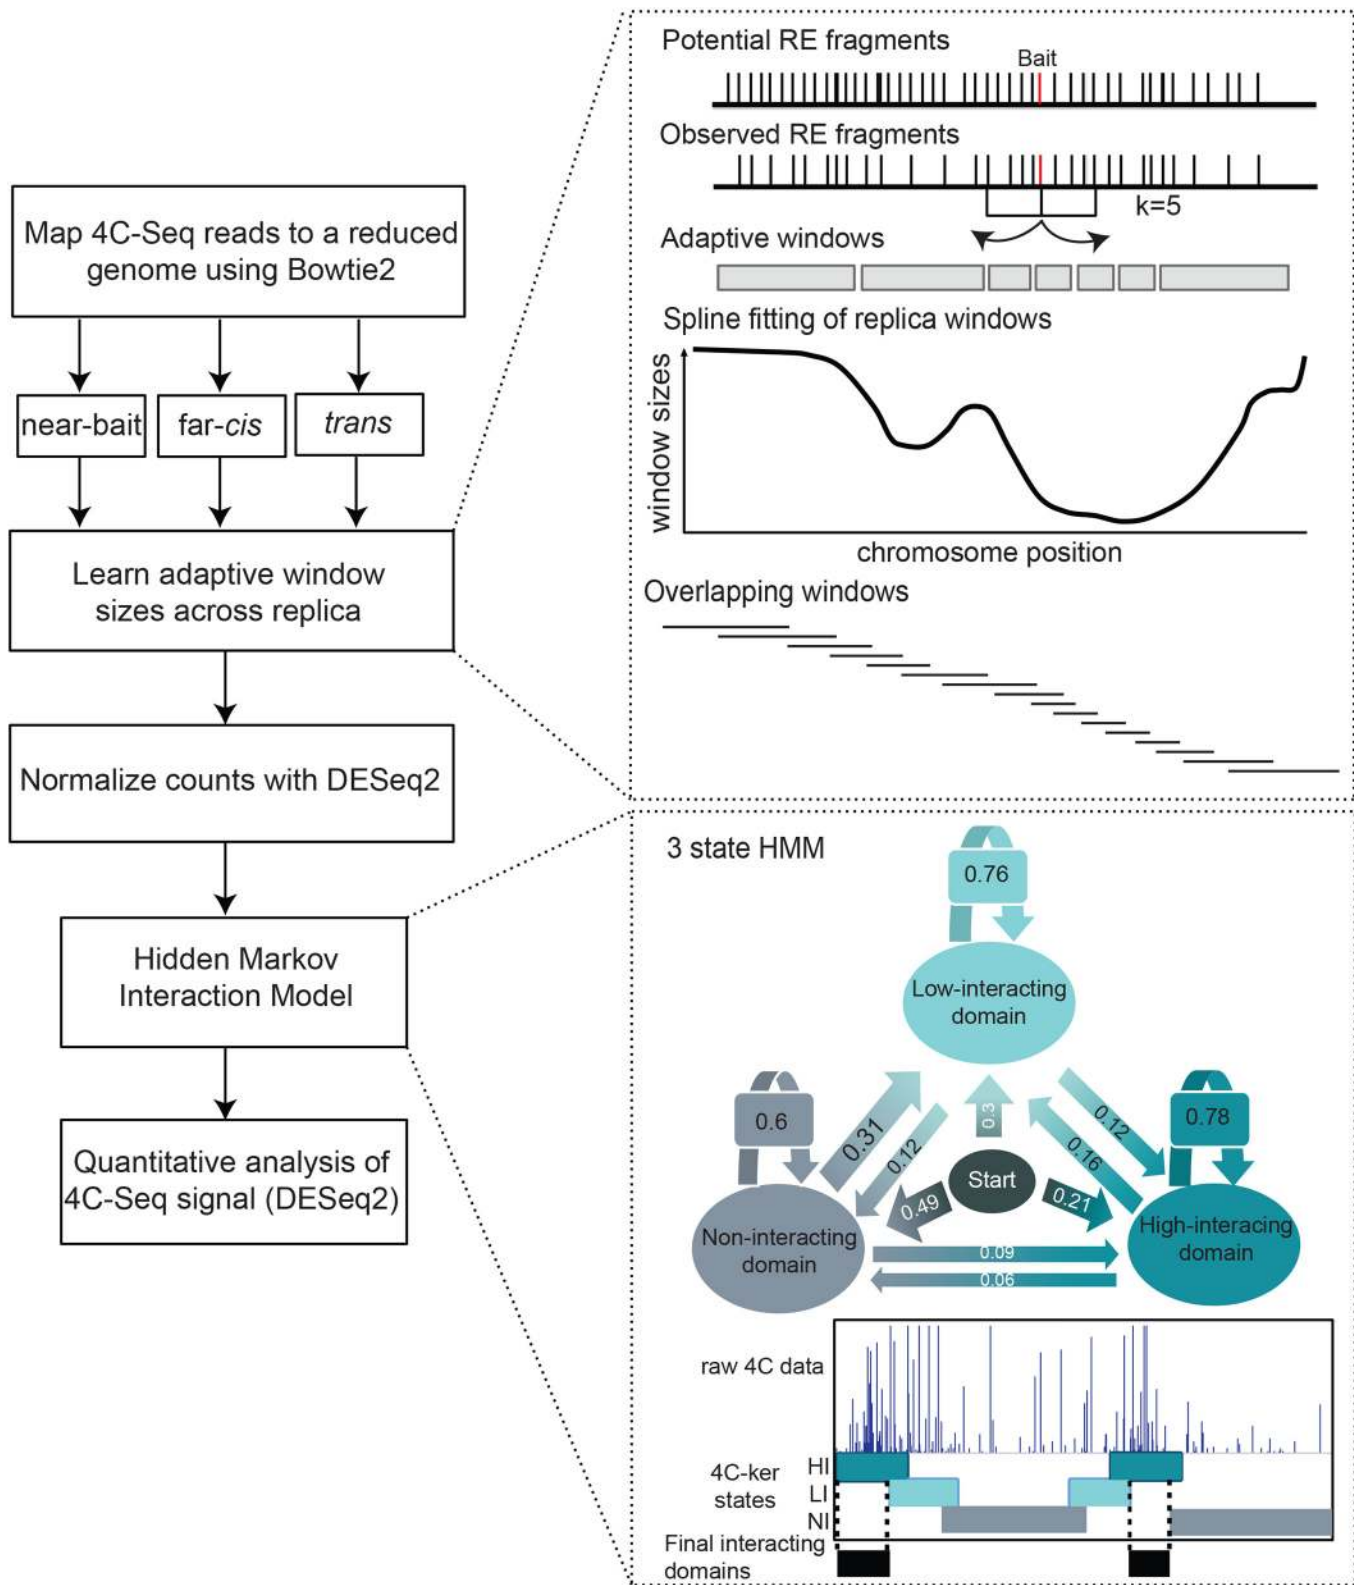 Map 4C-Seq reads to a reduced
genome using Bowtie2
near-bait
far-cis
trans
Learn adaptive window
sizes across replica
Normalize counts with DESeq2
Hidden Markov
Interaction Model
Quantitative analysis of
4C-Seq signal (DESeq2)
Potential RE fragments
Bait
Observed RE fragments
k=5
Adaptive windows
Spline fitting of replica windows
window sizes
chromosome position
Overlapping windows
3 state HMM
0.76
Low-interacting
domain
0.6
0.31
0.12
0.3
0.12
0.16
0.78
Start
0.49
0.21
Non-interacting
domain
High-interacing
domain
0.09
0.06
raw 4C data
4C-ker
states
HI
LI
NI
Final interacting
domains